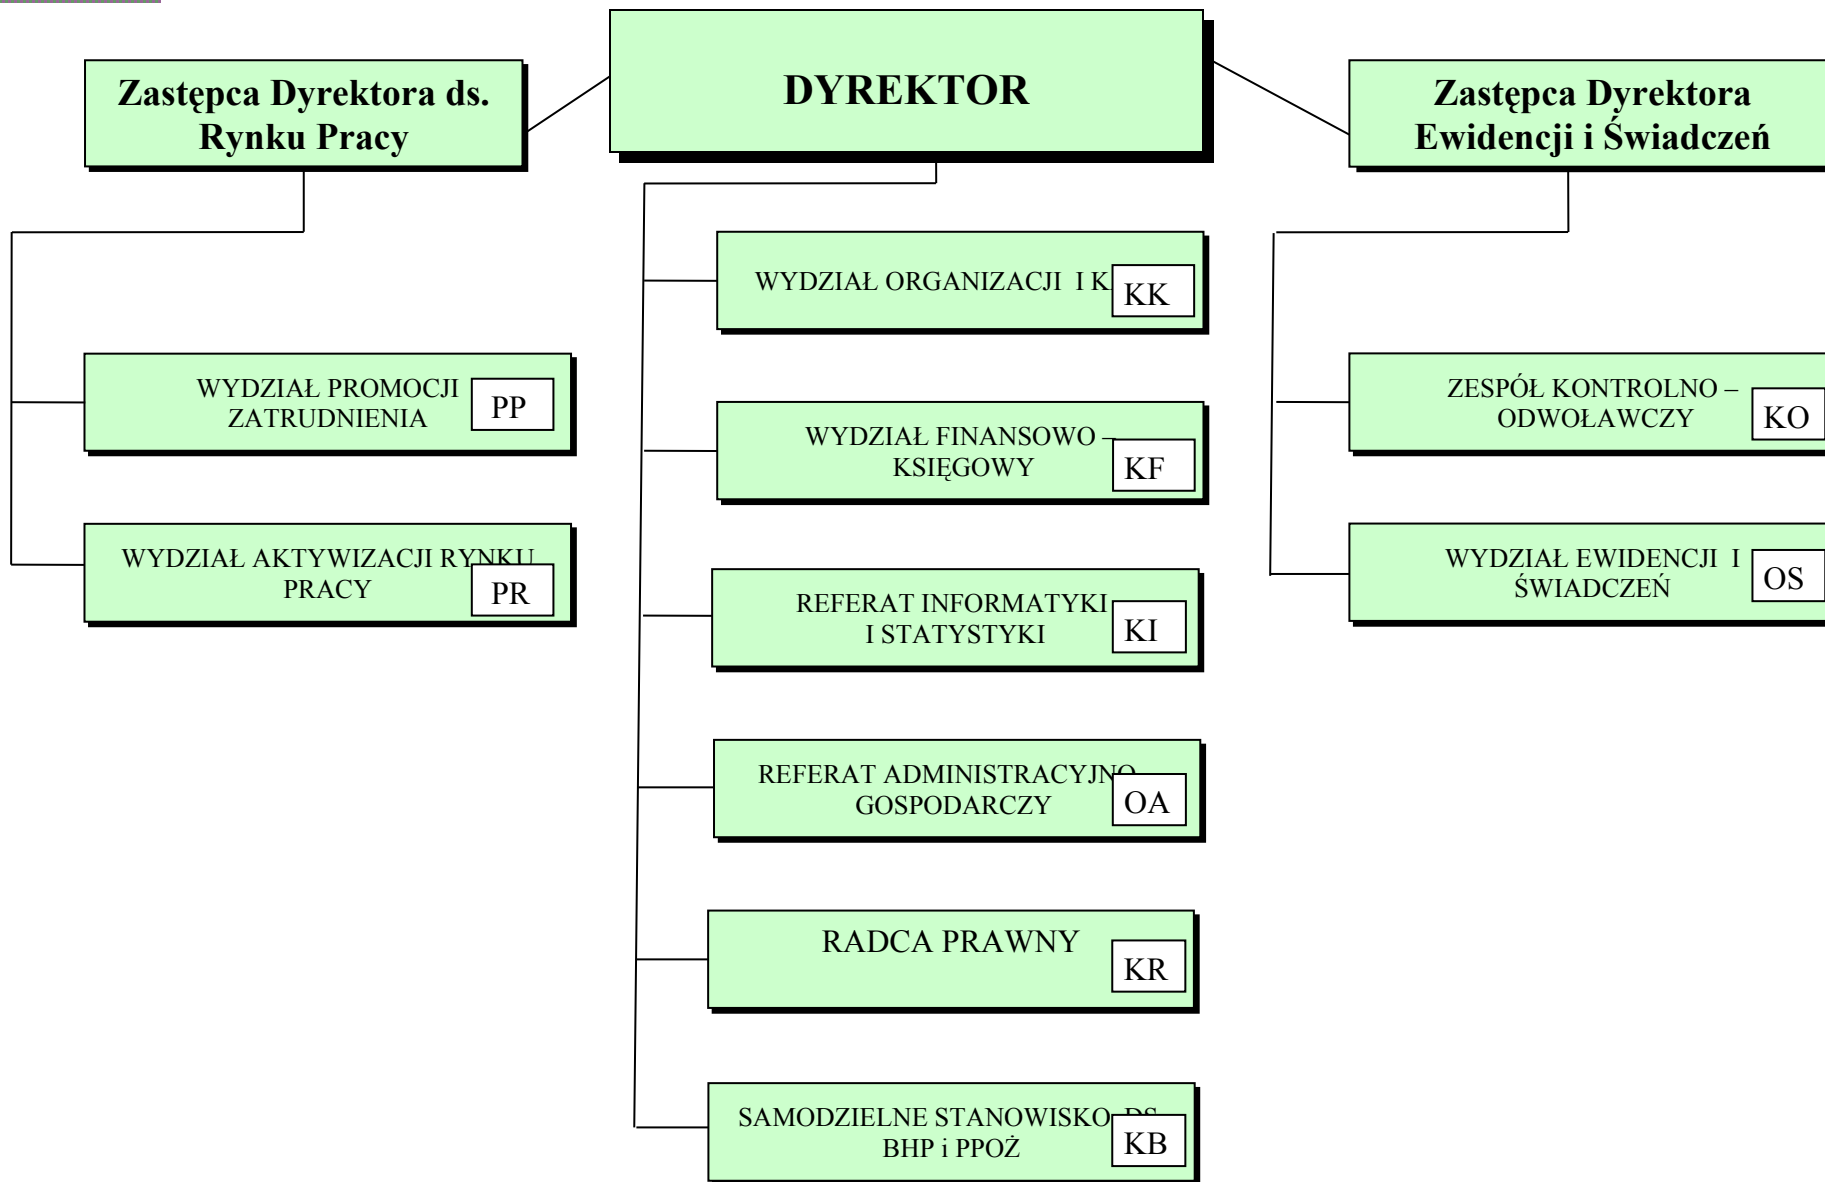 DYREKTOR
Zastępca Dyrektora ds.
Rynku Pracy
Zastępca Dyrektora
Ewidencji i Świadczeń
WYDZIAŁ PROMOCJI
ZATRUDNIENIA
PP
WYDZIAŁ AKTYWIZACJI RYNKU
PRACY
PR
WYDZIAŁ ORGANIZACJI I K
KK
WYDZIAŁ FINANSOWO –
KSIĘGOWY
KF
REFERAT INFORMATYKI
I STATYSTYKI
KI
REFERAT ADMINISTRACYJNO
GOSPODARCZY
OA
RADCA PRAWNY
KR
SAMODZIELNE STANOWISKO DS
BHP i PPOŻ
KB
ZESPÓŁ KONTROLNO –
ODWOŁAWCZY
KO
WYDZIAŁ EWIDENCJI I
ŚWIADCZEŃ
OS